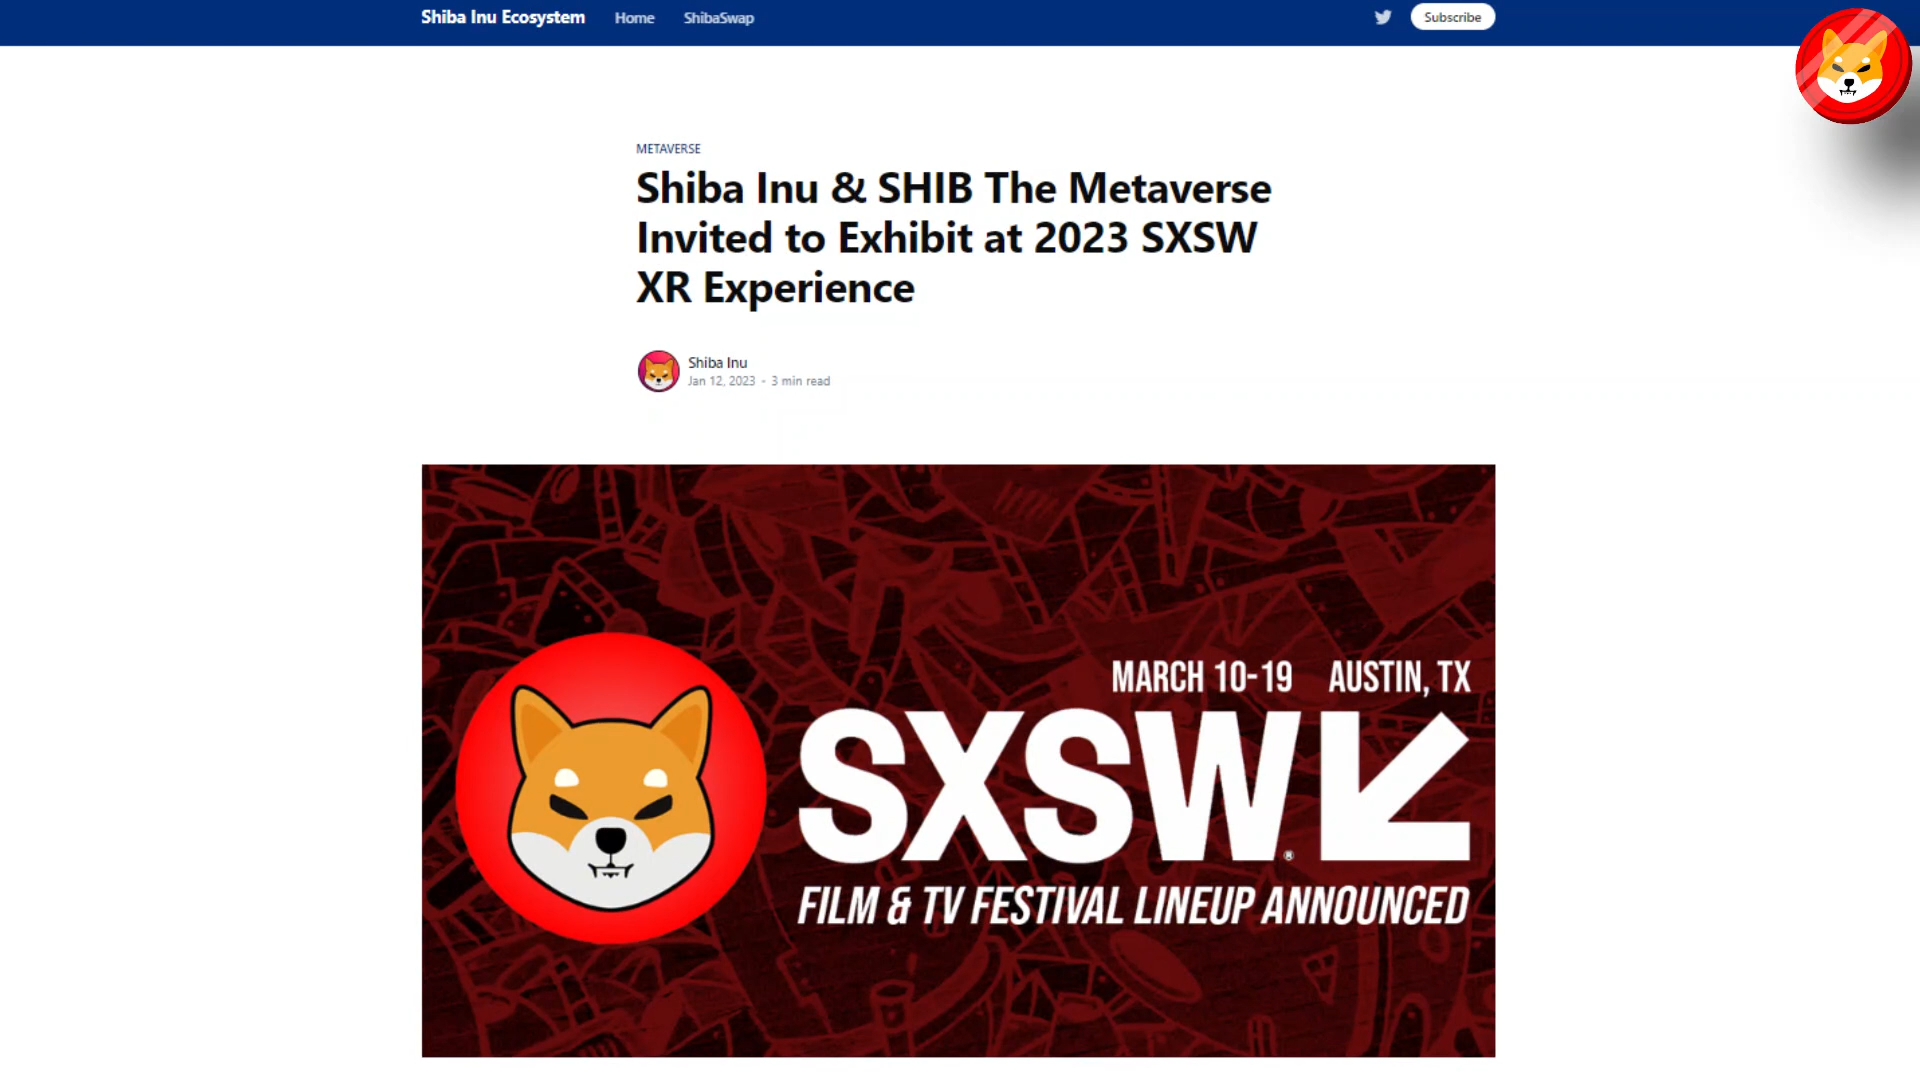 Shiba Inu Ecosystem Home ShibaSwap Subscribe
METAVERSE
Shiba Inu & SHIB The Metaverse
Invited to Exhibit at 2023 SXSW
XR Experience
Shiba Inu
Jan 12, 2023 - 3 min read
MARCH 10-19 AUSTIN, TX
SXSW®
FILM & TV FESTIVAL LINEUP ANNOUNCED